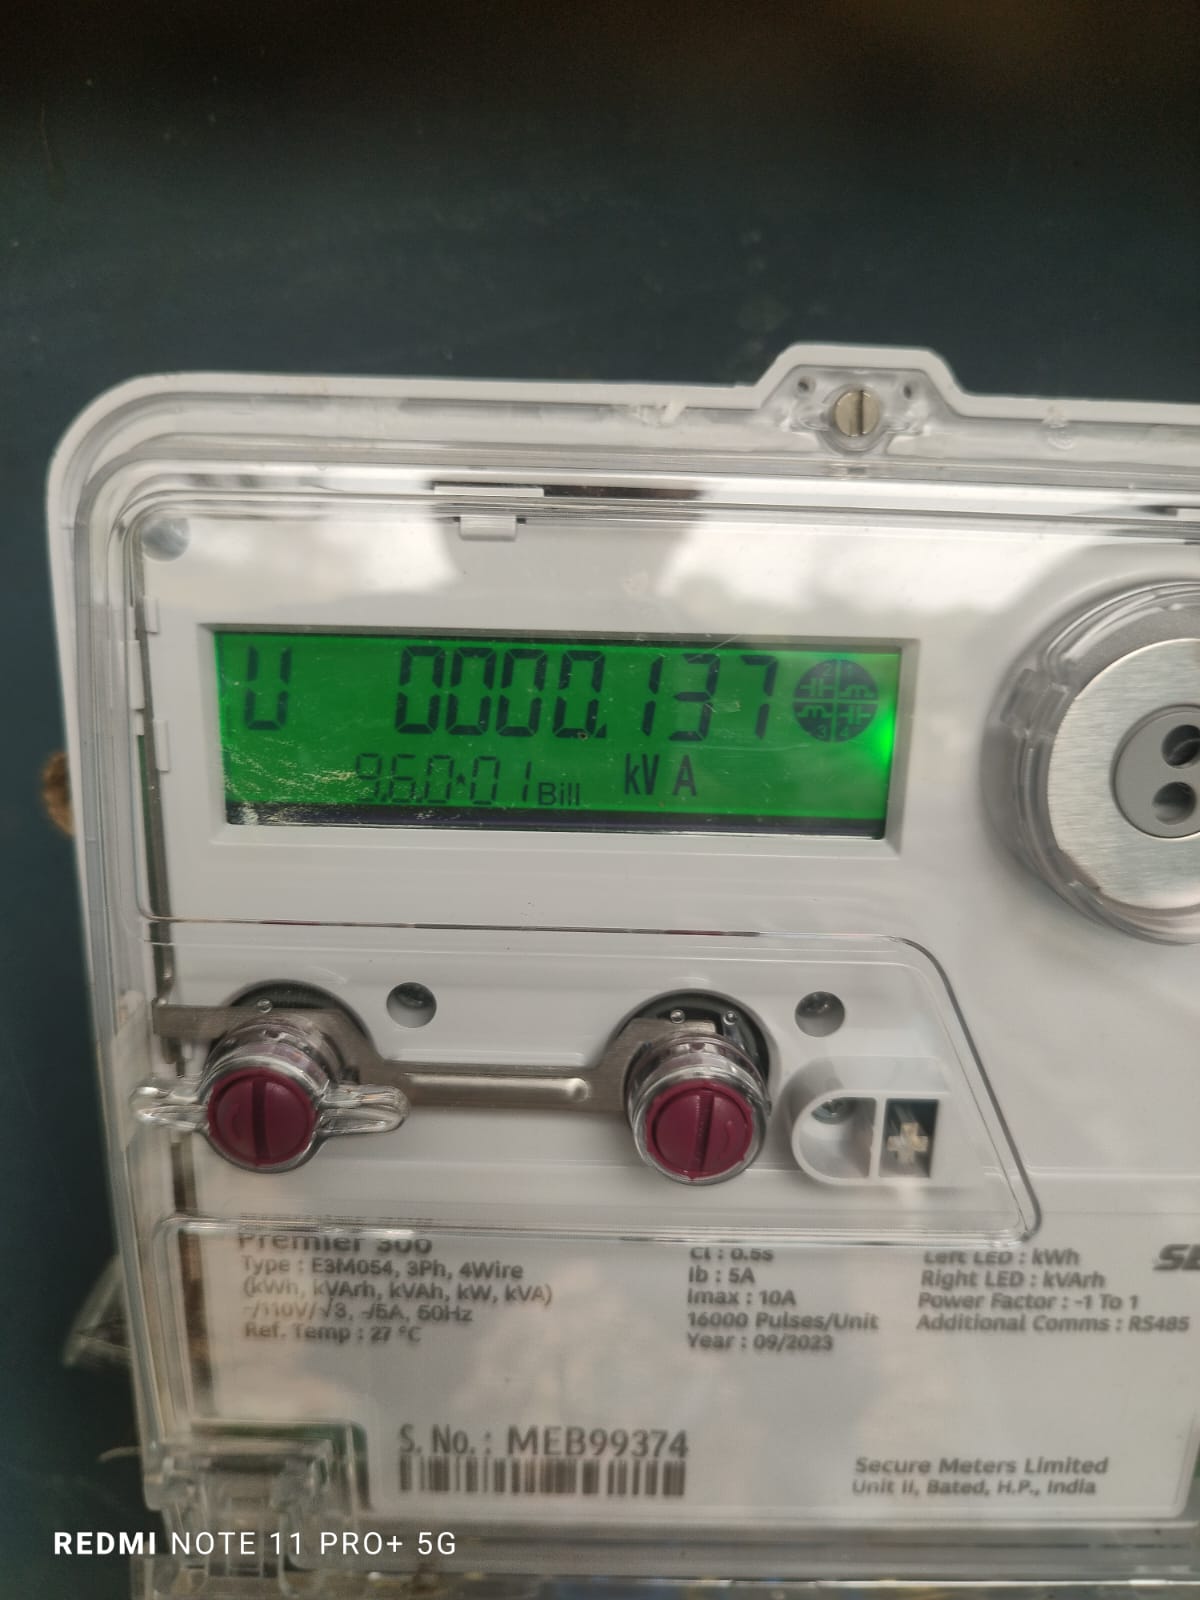 U 0000.137
9.6.0*01 Bill kVA
Premier 300
Type : E3M054, 3Ph, 4Wire
(kWh, kVArh, kVAh, kW, kVA)
-/110V/√3, -/5A, 50Hz
Ref. Temp : 27 °C
Cl : 0.5s
Ib : 5A
Imax : 10A
16000 Pulses/Unit
Year : 09/2023
Left LED : kWh
Right LED : kVArh
Power Factor : -1 To 1
Additional Comms : RS485
S. No. : MEB99374
Secure Meters Limited
Unit II, Bated, H.P., India
REDMI NOTE 11 PRO+ 5G